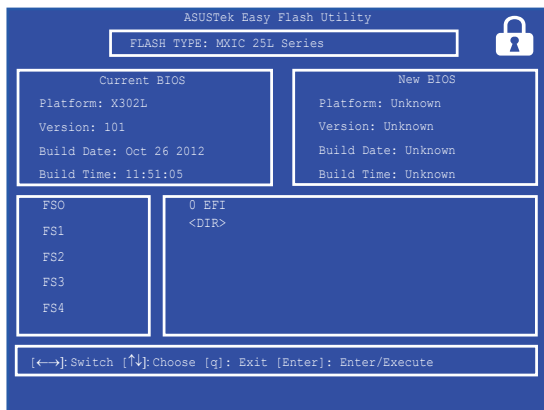 ASUSTek Easy Flash Utility
FLASH TYPE: MXIC 25L Series
Current BIOS
Platform: X302L
Version: 101
Build Date: Oct 26 2012
Build Time: 11:51:05
New BIOS
Platform: Unknown
Version: Unknown
Build Date: Unknown
Build Time: Unknown
FSO
FS1
FS2
FS3
FS4
0 EFI
<DIR>
[←→]: Switch [↑↓]: Choose [q]: Exit [Enter]: Enter/Execute